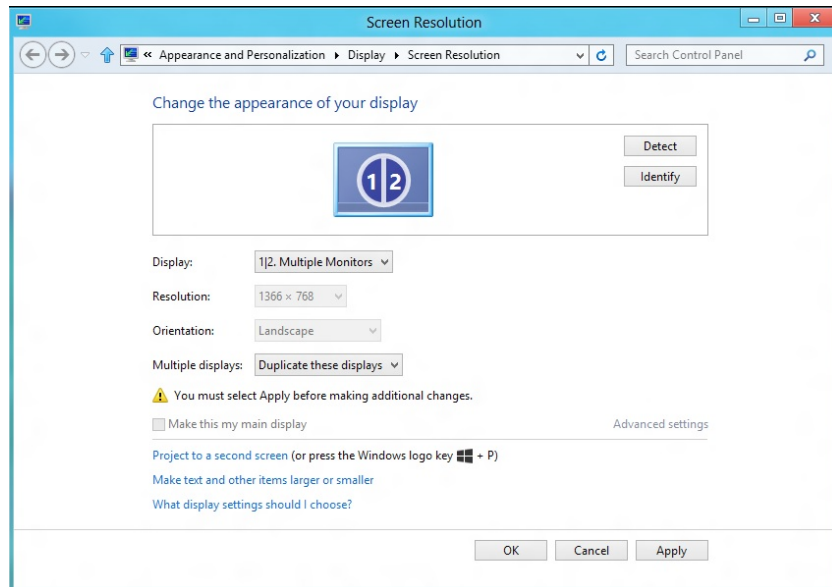 Screen Resolution
« Appearance and Personalization Display Screen Resolution
Search Control Panel
Change the appearance of your display
1 2
Detect
Identify
Display: 1|2. Multiple Monitors
Resolution: 1366 × 768
Orientation: Landscape
Multiple displays: Duplicate these displays
You must select Apply before making additional changes.
Make this my main display
Advanced settings
Project to a second screen (or press the Windows logo key + P)
Make text and other items larger or smaller
What display settings should I choose?
OK Cancel Apply